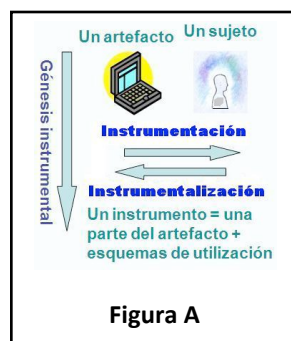 Un artefacto
Un sujeto
Génesis instrumental
Instrumentación
Instrumentalización
Un instrumento = una
parte del artefacto +
esquemas de utilización
Figura A